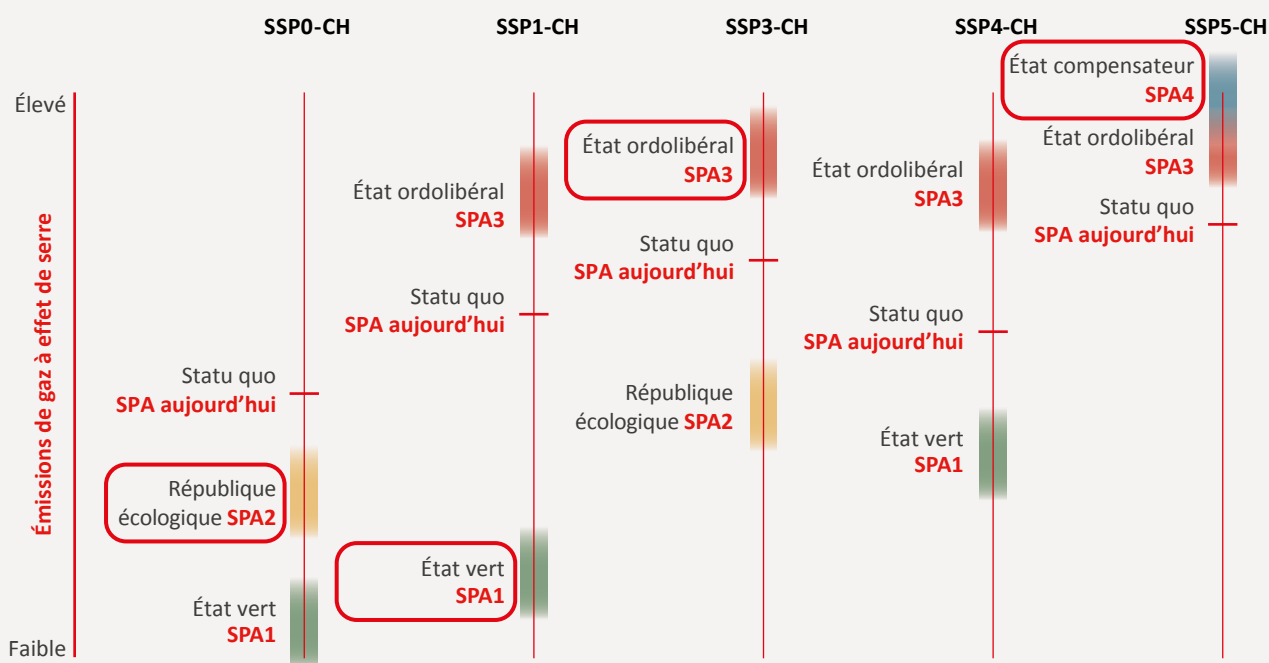 SSP0-CH
SSP1-CH
SSP3-CH
SSP4-CH
SSP5-CH
Élevé
Émissions de gaz à effet de serre
Faible
Statu quo
SPA aujourd’hui
République
écologique SPA2
État vert
SPA1
État ordolibéral
SPA3
Statu quo
SPA aujourd’hui
État vert
SPA1
État ordolibéral
SPA3
Statu quo
SPA aujourd’hui
République
écologique SPA2
État ordolibéral
SPA3
Statu quo
SPA aujourd’hui
État vert
SPA1
État compensateur
SPA4
État ordolibéral
SPA3
Statu quo
SPA aujourd’hui